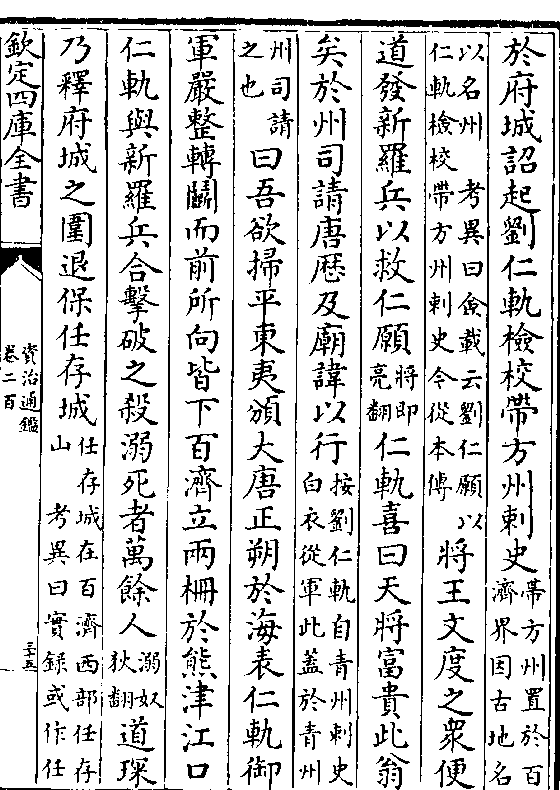 於府城詔起劉仁軌檢校帶方州刺史帶方州置於百濟界因古地名
以名州　考異曰僉載云劉仁願以仁軌檢校帶方州刺史今從本傳將王文度之衆便
道發新羅兵以救仁願將即亮翻仁軌喜曰天將富貴此翁
矣於州司請唐厯及廟諱以行按劉仁軌自青州刺史白衣從軍此蓋於青州
州司請之也曰吾欲掃平東夷頒大唐正朔於海表仁軌御
軍嚴整轉鬭而前所向皆下百濟立兩柵於熊津江口
仁軌與新羅兵合擊破之殺溺死者萬餘人溺奴狄翻道琛
乃釋府城之圍退保任存城任存城在百濟西部任存山　考異曰實録或作任
欽定四庫全書
資治通鑑
卷二百
三十五